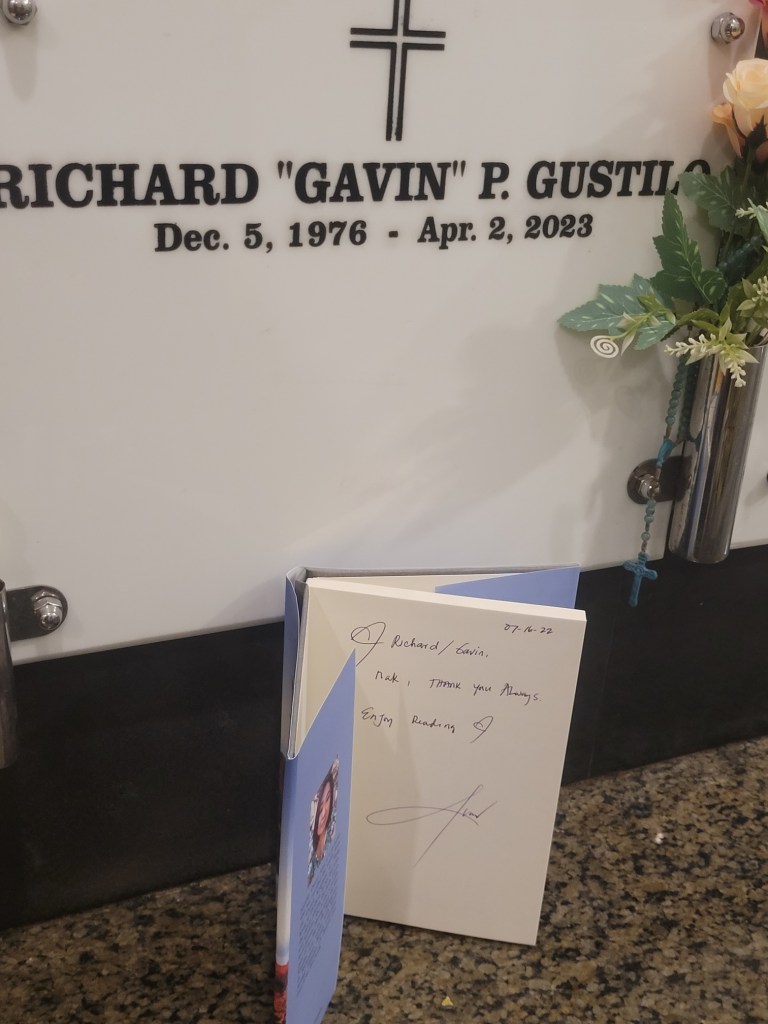 RICHARD "GAVIN" P. GUSTILO
Dec. 5, 1976 - Apr. 2, 2023
07-16-22
Richard/Gavin,
Mak, THANK you Always.
Enjoy Reading